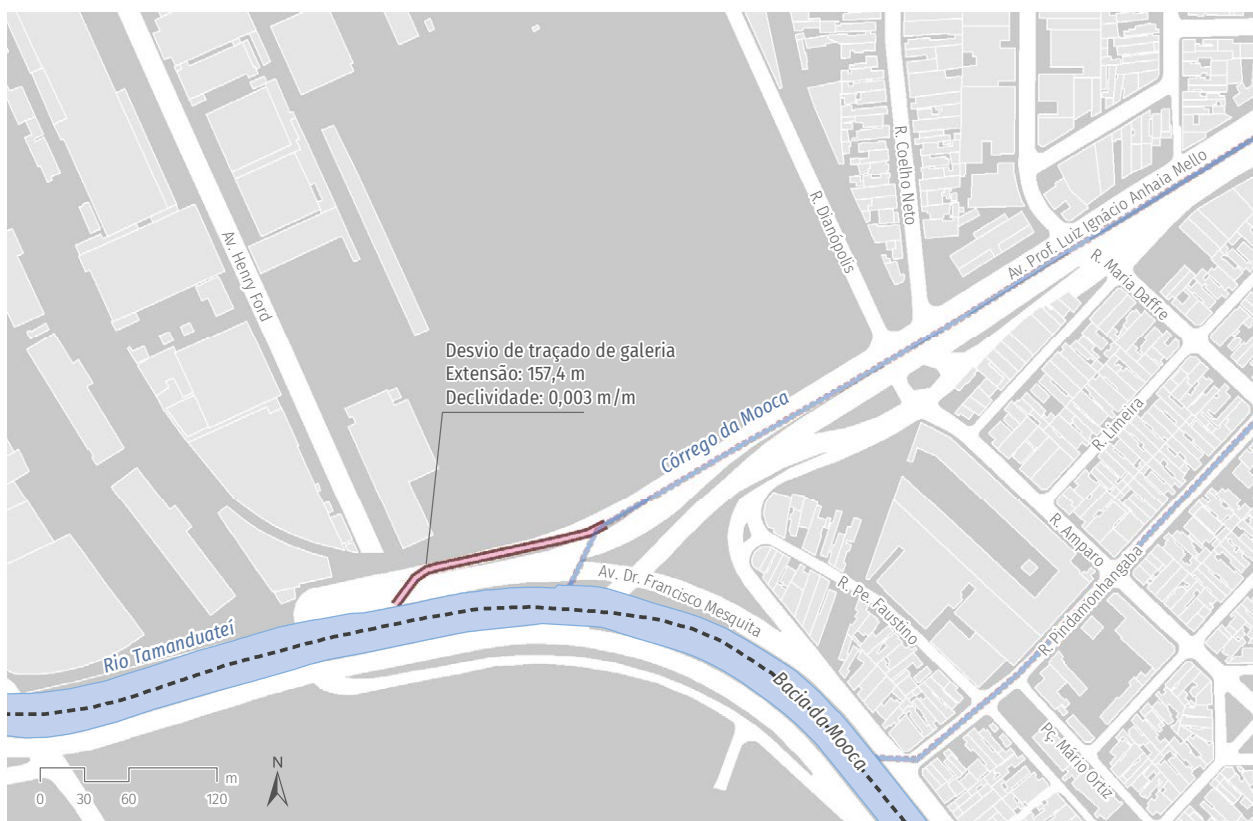 R. Coelho Neto
Av. Prof. Luiz Ignácio Anhaia Mello
R. Dianópolis
Av. Henry Ford
R. Maria Daffre
Desvio de traçado de galeria
Extensão: 157,4 m
Declividade: 0,003 m/m
Córrego da Mooca
R. Limeira
R. Amparo
Av. Dr. Francisco Mesquita
R. Pe. Faustino
R. Pindamonhangaba
Rio Tamanduateí
Bacia da Mooca
Pç. Mário Ortiz
N
m
0 30 60 120